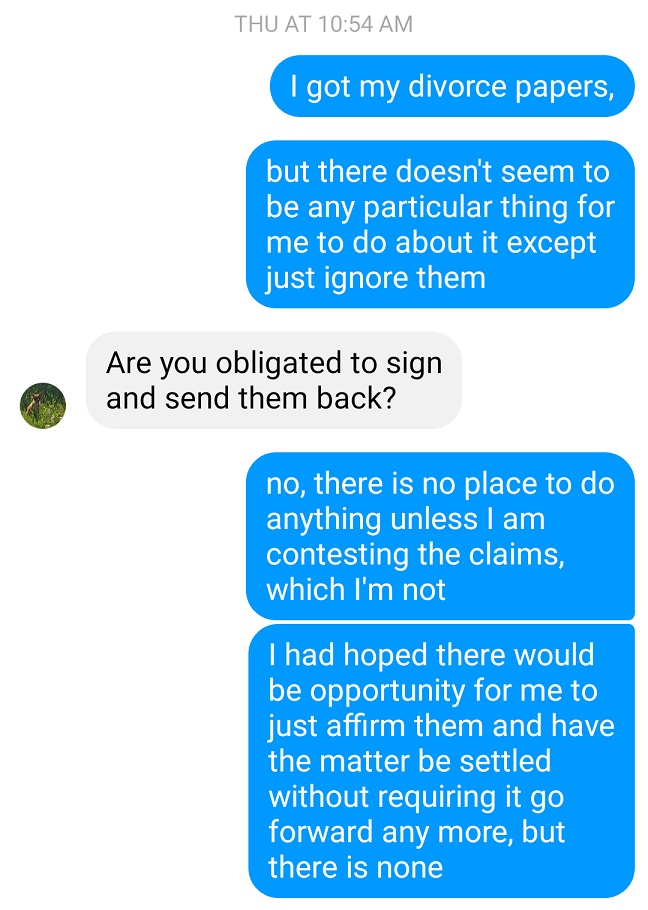 THU AT 10:54 AM
I got my divorce papers,
but there doesn't seem to
be any particular thing for
me to do about it except
just ignore them
Are you obligated to sign
and send them back?
no, there is no place to do
anything unless I am
contesting the claims,
which I'm not
I had hoped there would
be opportunity for me to
just affirm them and have
the matter be settled
without requiring it go
forward any more, but
there is none